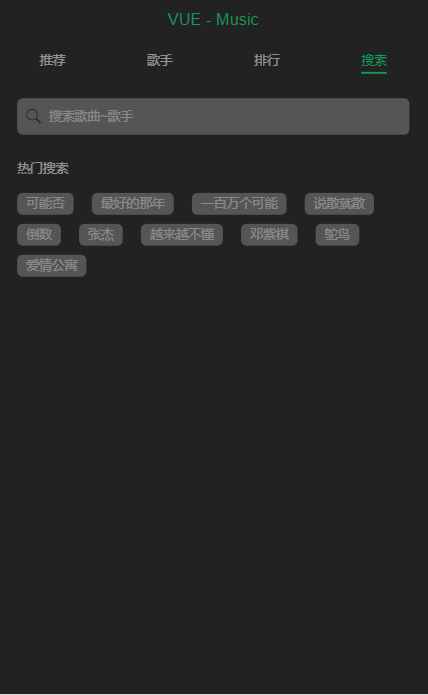 VUE - Music
推荐 歌手 排行 搜索
搜索歌曲~歌手
热门搜索
可能否 最好的那年 一百万个可能 说散就散
倒数 张杰 越来越不懂 邓紫棋 鸵鸟
爱情公寓